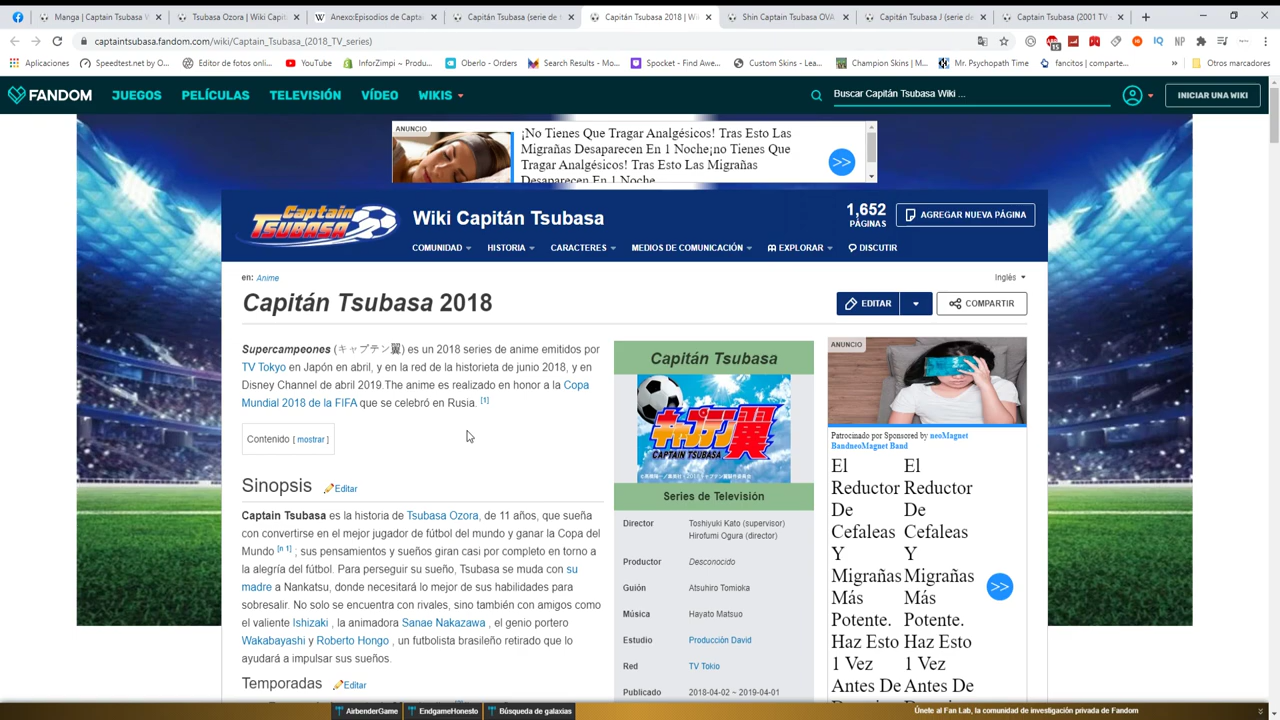 Manga | Captain Tsubasa W
Tsubasa Ozora | Wiki Capit
Anexo:Episodios de Capta
Capitán Tsubasa (serie de
Capitán Tsubasa 2018 | Wi
Shin Captain Tsubasa OVA
Capitán Tsubasa J (serie de
Captain Tsubasa (2001 TV
captaintsubasa.fandom.com/wiki/Captain_Tsubasa_(2018_TV_series)
Aplicaciones
Speedtest.net by O...
Editor de fotos onli...
YouTube
InforZimpi ~ Produ...
Oberlo - Orders
Search Results - Mo...
Spocket - Find Awe...
Custom Skins - Lea...
Champion Skins | M...
Mr. Psychopath Time
fancitos | comparte...
»
Otros marcadores
FANDOM
JUEGOS
PELÍCULAS
TELEVISIÓN
VÍDEO
WIKIS
Buscar Capitán Tsubasa Wiki ...
INICIAR UNA WIKI
ANUNCIO
¡No Tienes Que Tragar Analgésicos! Tras Esto Las
Migrañas Desaparecen En 1 Noche¡no Tienes Que
Tragar Analgésicos! Tras Esto Las Migrañas
Desaparecen En 1 Noche
>>
Captain TSUBASA
Wiki Capitán Tsubasa
1,652
PÁGINAS
AGREGAR NUEVA PÁGINA
COMUNIDAD
HISTORIA
CARACTERES
MEDIOS DE COMUNICACIÓN
EXPLORAR
DISCUTIR
en: Anime
Inglés
Capitán Tsubasa 2018
EDITAR
COMPARTIR
Supercampeones (キャプテン翼) es un 2018 series de anime emitidos por
TV Tokyo en Japón en abril, y en la red de la historieta de junio 2018, y en
Disney Channel de abril 2019.The anime es realizado en honor a la Copa
Mundial 2018 de la FIFA que se celebró en Rusia. [1]
Contenido [ mostrar ]
Sinopsis
Editar
Captain Tsubasa es la historia de Tsubasa Ozora, de 11 años, que sueña
con convertirse en el mejor jugador de fútbol del mundo y ganar la Copa del
Mundo [n 1] ; sus pensamientos y sueños giran casi por completo en torno a
la alegría del fútbol. Para perseguir su sueño, Tsubasa se muda con su
madre a Nankatsu, donde necesitará lo mejor de sus habilidades para
sobresalir. No solo se encuentra con rivales, sino también con amigos como
el valiente Ishizaki , la animadora Sanae Nakazawa , el genio portero
Wakabayashi y Roberto Hongo , un futbolista brasileño retirado que lo
ayudará a impulsar sus sueños.
Temporadas
Editar
Capitán Tsubasa
キャプテン翼
CAPTAIN TSUBASA
Series de Televisión
Director
Toshiyuki Kato (supervisor)
Hirofumi Ogura (director)
Productor
Desconocido
Guión
Atsuhiro Tomioka
Música
Hayato Matsuo
Estudio
Producción David
Red
TV Tokio
Publicado
2018-04-02 ~ 2019-04-01
ANUNCIO
Patrocinado por Sponsored by neoMagnet
BandneoMagnet Band
El El
Reductor Reductor
De De
Cefaleas Cefaleas
Y Y
Migrañas Migrañas
Más Más
Potente. Potente.
Haz Esto Haz Esto
1 Vez 1 Vez
Antes De Antes De
>>
AirbenderGame
EndgameHonesto
Búsqueda de galaxias
Únete al Fan Lab, la comunidad de investigación privada de Fandom